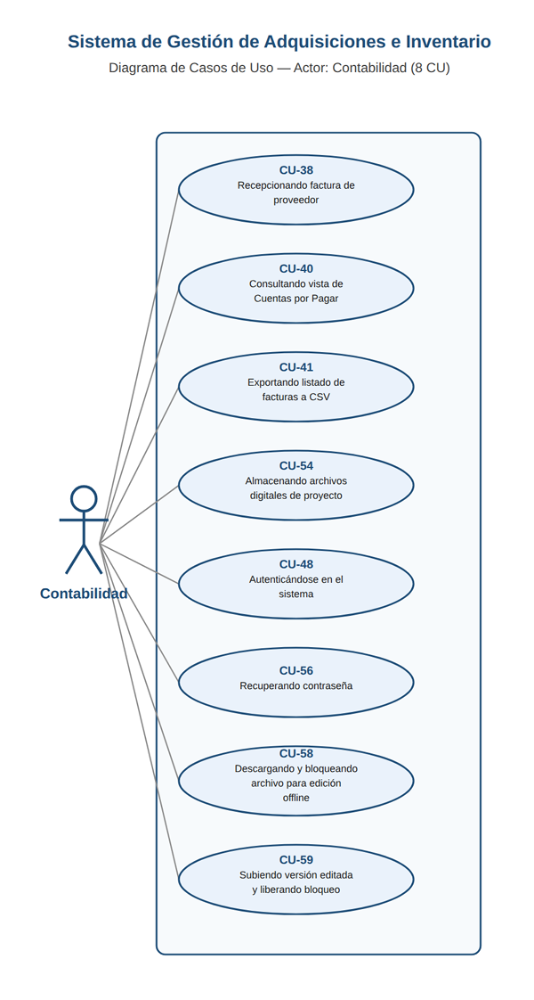 Sistema de Gestión de Adquisiciones e Inventario
Diagrama de Casos de Uso — Actor: Contabilidad (8 CU)
CU-38
Recepcionando factura de
proveedor
CU-40
Consultando vista de
Cuentas por Pagar
CU-41
Exportando listado de
facturas a CSV
CU-54
Almacenando archivos
digitales de proyecto
CU-48
Autenticándose en el
sistema
Contabilidad
CU-56
Recuperando contraseña
CU-58
Descargando y bloqueando
archivo para edición
offline
CU-59
Subiendo versión editada
y liberando bloqueo